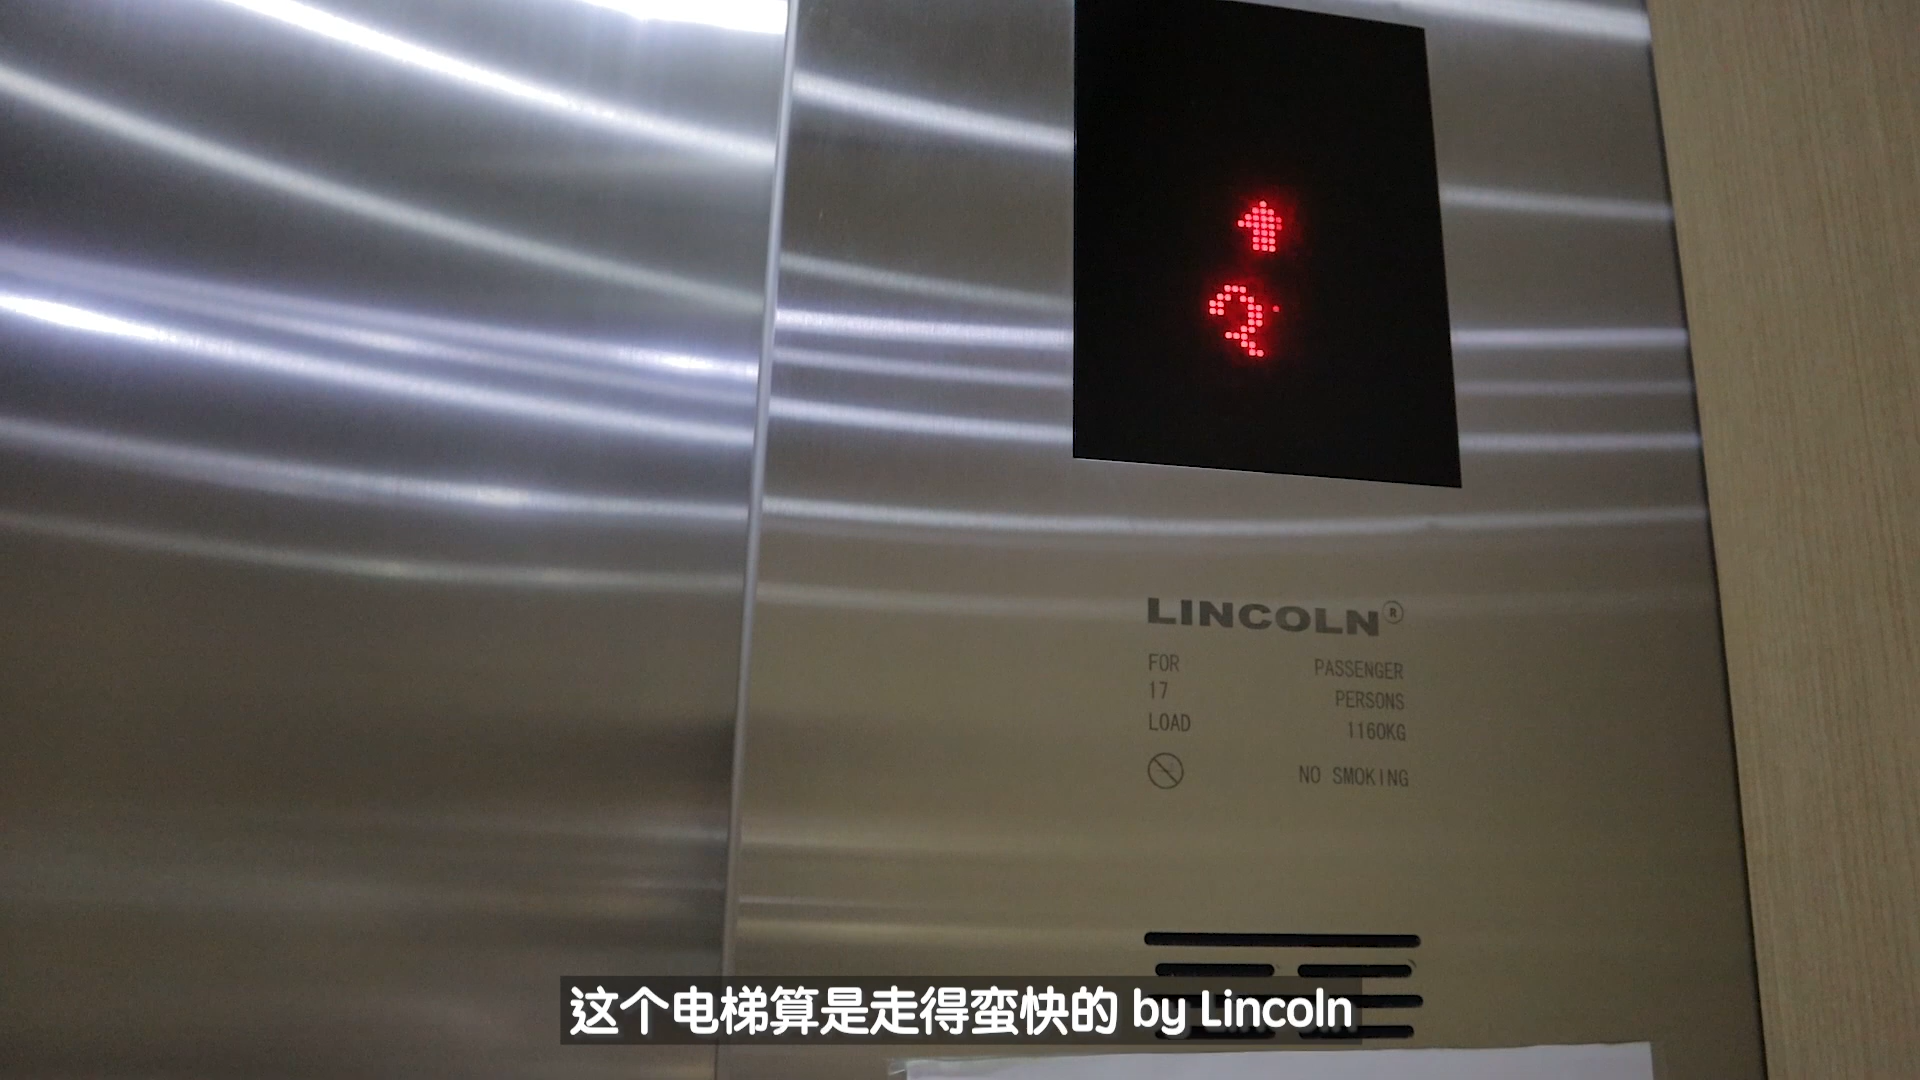 2
LINCOLN®
FOR PASSENGER
17 PERSONS
LOAD 1160KG
NO SMOKING
这个电梯算是走得蛮快的 by Lincoln